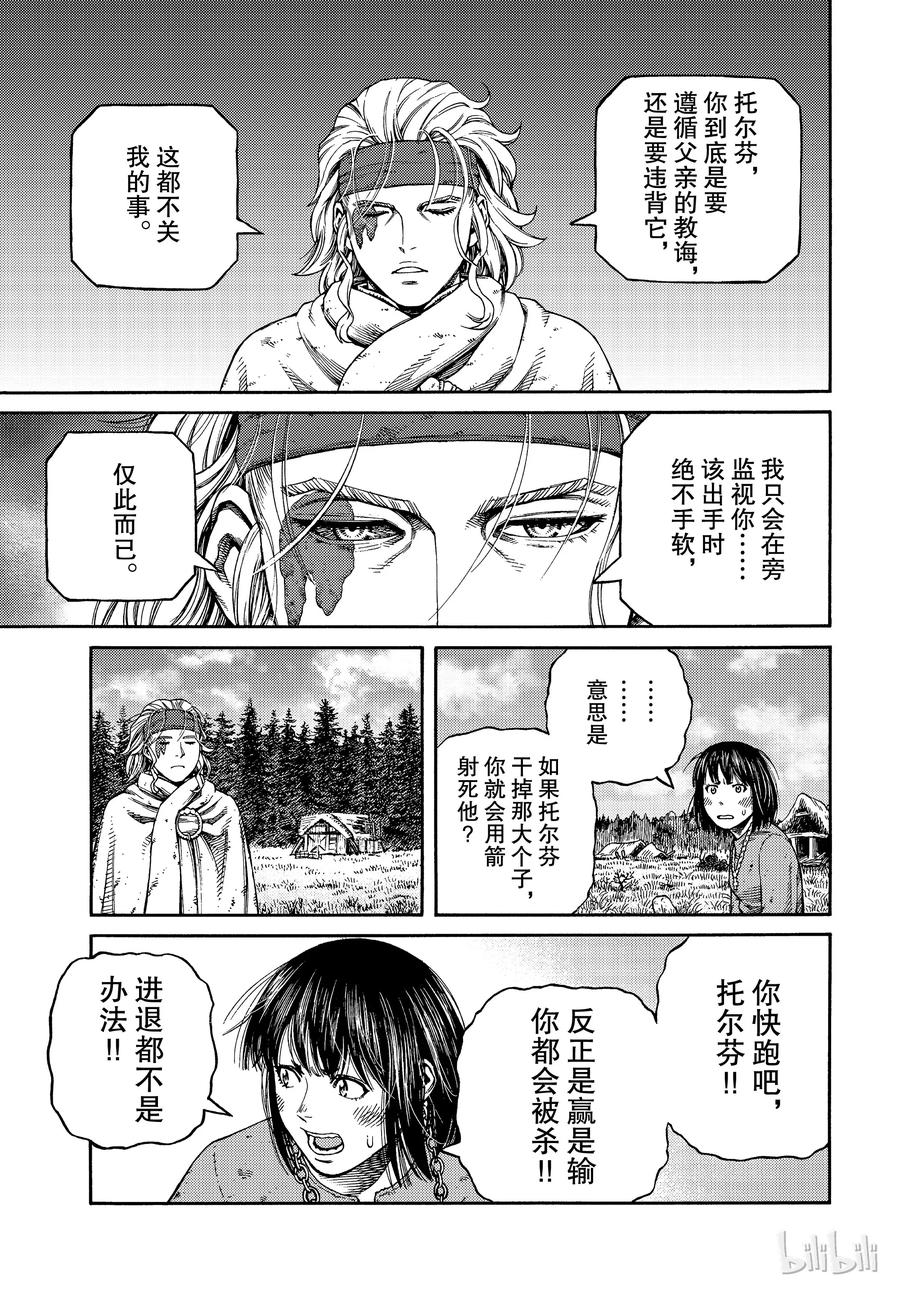 托尔芬，
你到底是要
遵循父亲的教诲，
还是要违背它，
这都不关
我的事。
我只会在旁
监视你……
该出手时
绝不手软，
仅此而已。
……
……
意思是
如果托尔芬
干掉那大个子，
你就会用箭
射死他？
你快跑吧，
托尔芬!!
反正是赢是输
你都会被杀!!
进退都不是
办法!!
bilibili